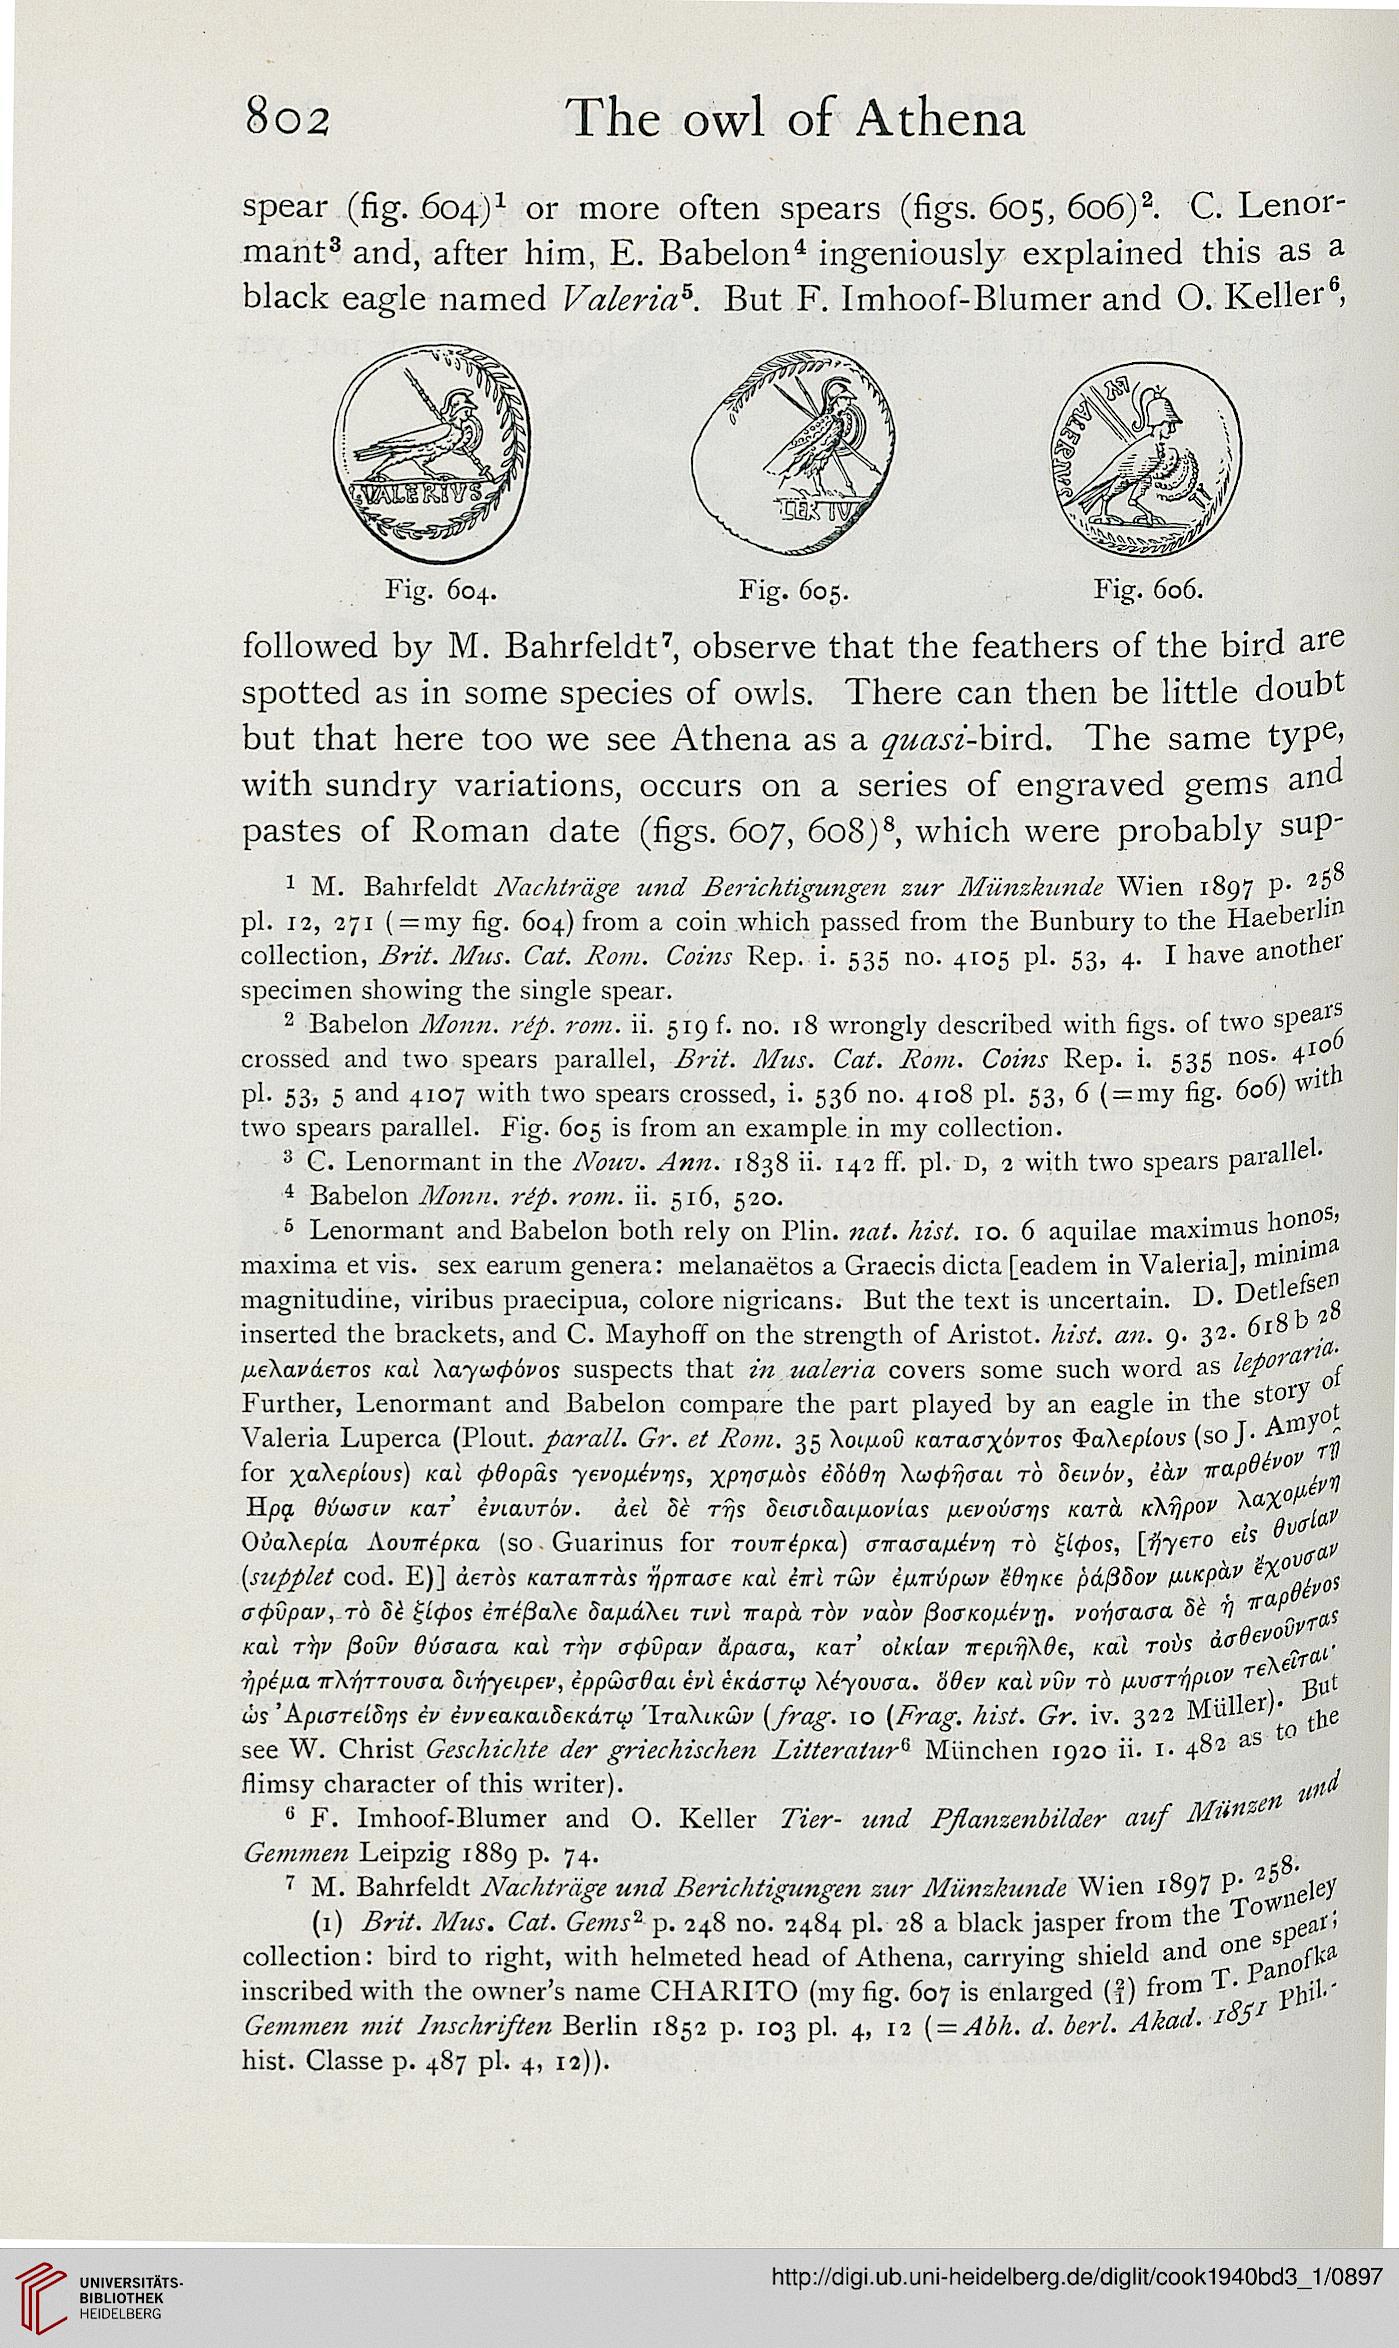 802 The owl of Athena
spear (fig. 604)¹ or more often spears (figs. 605, 606)². C. Lenor-
mant³ and, after him, E. Babelon⁴ ingeniously explained this as a
black eagle named Valeria⁵. But F. Imhoof-Blumer and O. Keller⁶,
VALERIVS
LERIV
VALERIVS
Fig. 604. Fig. 605. Fig. 606.
followed by M. Bahrfeldt⁷, observe that the feathers of the bird are
spotted as in some species of owls. There can then be little doubt
but that here too we see Athena as a quasi-bird. The same type,
with sundry variations, occurs on a series of engraved gems and
pastes of Roman date (figs. 607, 608)⁸, which were probably sup-
¹ M. Bahrfeldt Nachträge und Berichtigungen zur Münzkunde Wien 1897 p. 258
pl. 12, 271 (=my fig. 604) from a coin which passed from the Bunbury to the Haeberlin
collection, Brit. Mus. Cat. Rom. Coins Rep. i. 535 no. 4105 pl. 53, 4. I have another
specimen showing the single spear.
² Babelon Monn. rép. rom. ii. 519 f. no. 18 wrongly described with figs. of two spears
crossed and two spears parallel, Brit. Mus. Cat. Rom. Coins Rep. i. 535 nos. 4106
pl. 53, 5 and 4107 with two spears crossed, i. 536 no. 4108 pl. 53, 6 (=my fig. 606) with
two spears parallel. Fig. 605 is from an example in my collection.
³ C. Lenormant in the Nouv. Ann. 1838 ii. 142 ff. pl. D, 2 with two spears parallel.
⁴ Babelon Monn. rép. rom. ii. 516, 520.
⁵ Lenormant and Babelon both rely on Plin. nat. hist. 10. 6 aquilae maximus honos,
maxima et vis. sex earum genera: melanaëtos a Graecis dicta [eadem in Valeria], minima
magnitudine, viribus praecipua, colore nigricans. But the text is uncertain. D. Detlefsen
inserted the brackets, and C. Mayhoff on the strength of Aristot. hist. an. 9. 32. 618 b 28
μελανάετος καὶ λαγωφόνος suspects that in ualeria covers some such word as leporaria.
Further, Lenormant and Babelon compare the part played by an eagle in the story of
Valeria Luperca (Plout. parall. Gr. et Rom. 35 λοιμοῦ κατασχόντος Φαλερίους (so J. Amyot
for χαλερίους) καὶ φθορᾶς γενομένης, χρησμὸς ἐδόθη λωφῆσαι τὸ δεινόν, ἐὰν παρθένον τῇ
Ηρᾳ θύωσιν κατ’ ἐνιαυτόν. ἀεὶ δὲ τῆς δεισιδαιμονίας μενούσης κατὰ κλῆρον λαχομένη
Οὐαλερία Λουπέρκα (so Guarinus for τουπέρκα) σπασαμένη τὸ ξίφος, [ἤγετο εἰς θυσίαν
(supplet cod. E)] ἀετὸς καταπτὰς ἥρπασε καὶ ἐπὶ τῶν ἐμπύρων ἔθηκε ῥάβδον μικρὰν ἔχουσαν
σφῦραν, τὸ δὲ ξίφος ἐπέβαλε δαμάλει τινὶ παρὰ τὸν ναὸν βοσκομένῃ. νοήσασα δὲ ἡ παρθένος
καὶ τὴν βοῦν θύσασα καὶ τὴν σφῦραν ἄρασα, κατ’ οἰκίαν περιῆλθε, καὶ τοὺς ἀσθενοῦντας
ἠρέμα πλήττουσα διήγειρεν, ἐρρῶσθαι ἑνὶ ἑκάστῳ λέγουσα. ὅθεν καὶ νῦν τὸ μυστήριον τελεῖται·
ὡς Ἀριστείδης ἐν ἐννεακαιδεκάτῳ Ἰταλικῶν (frag. 10 (Frag. hist. Gr. iv. 322 Müller). But
see W. Christ Geschichte der griechischen Litteratur⁶ München 1920 ii. 1. 482 as to the
flimsy character of this writer).
⁶ F. Imhoof-Blumer and O. Keller Tier- und Pflanzenbilder auf Münzen und
Gemmen Leipzig 1889 p. 74.
⁷ M. Bahrfeldt Nachträge und Berichtigungen zur Münzkunde Wien 1897 p. 258.
(1) Brit. Mus. Cat. Gems² p. 248 no. 2484 pl. 28 a black jasper from the Towneley
collection: bird to right, with helmeted head of Athena, carrying shield and one spear;
inscribed with the owner's name CHARITO (my fig. 607 is enlarged (2/1) from T. Panofka
Gemmen mit Inschriften Berlin 1852 p. 103 pl. 4, 12 (=Abh. d. berl. Akad. 1851 Phil.-
hist. Classe p. 487 pl. 4, 12)).
UNIVERSITÄTS-
BIBLIOTHEK
HEIDELBERG
http://digi.ub.uni-heidelberg.de/diglit/cook1940bd3_1/0897